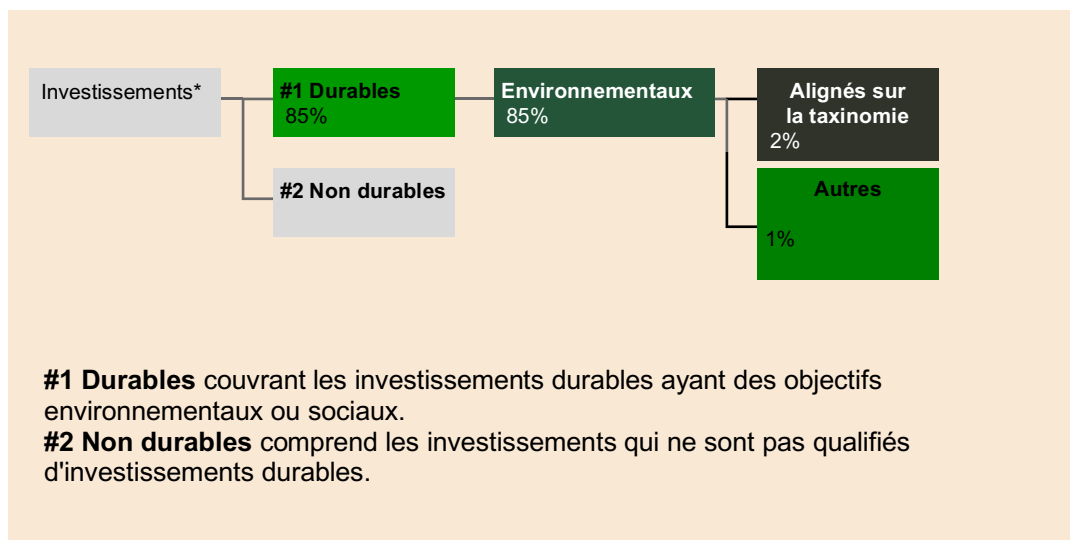 Investissements*
#1 Durables
85%
Environnementaux
85%
Alignés sur
la taxinomie
2%
#2 Non durables
Autres
1%
#1 Durables couvrant les investissements durables ayant des objectifs
environnementaux ou sociaux.
#2 Non durables comprend les investissements qui ne sont pas qualifiés
d'investissements durables.